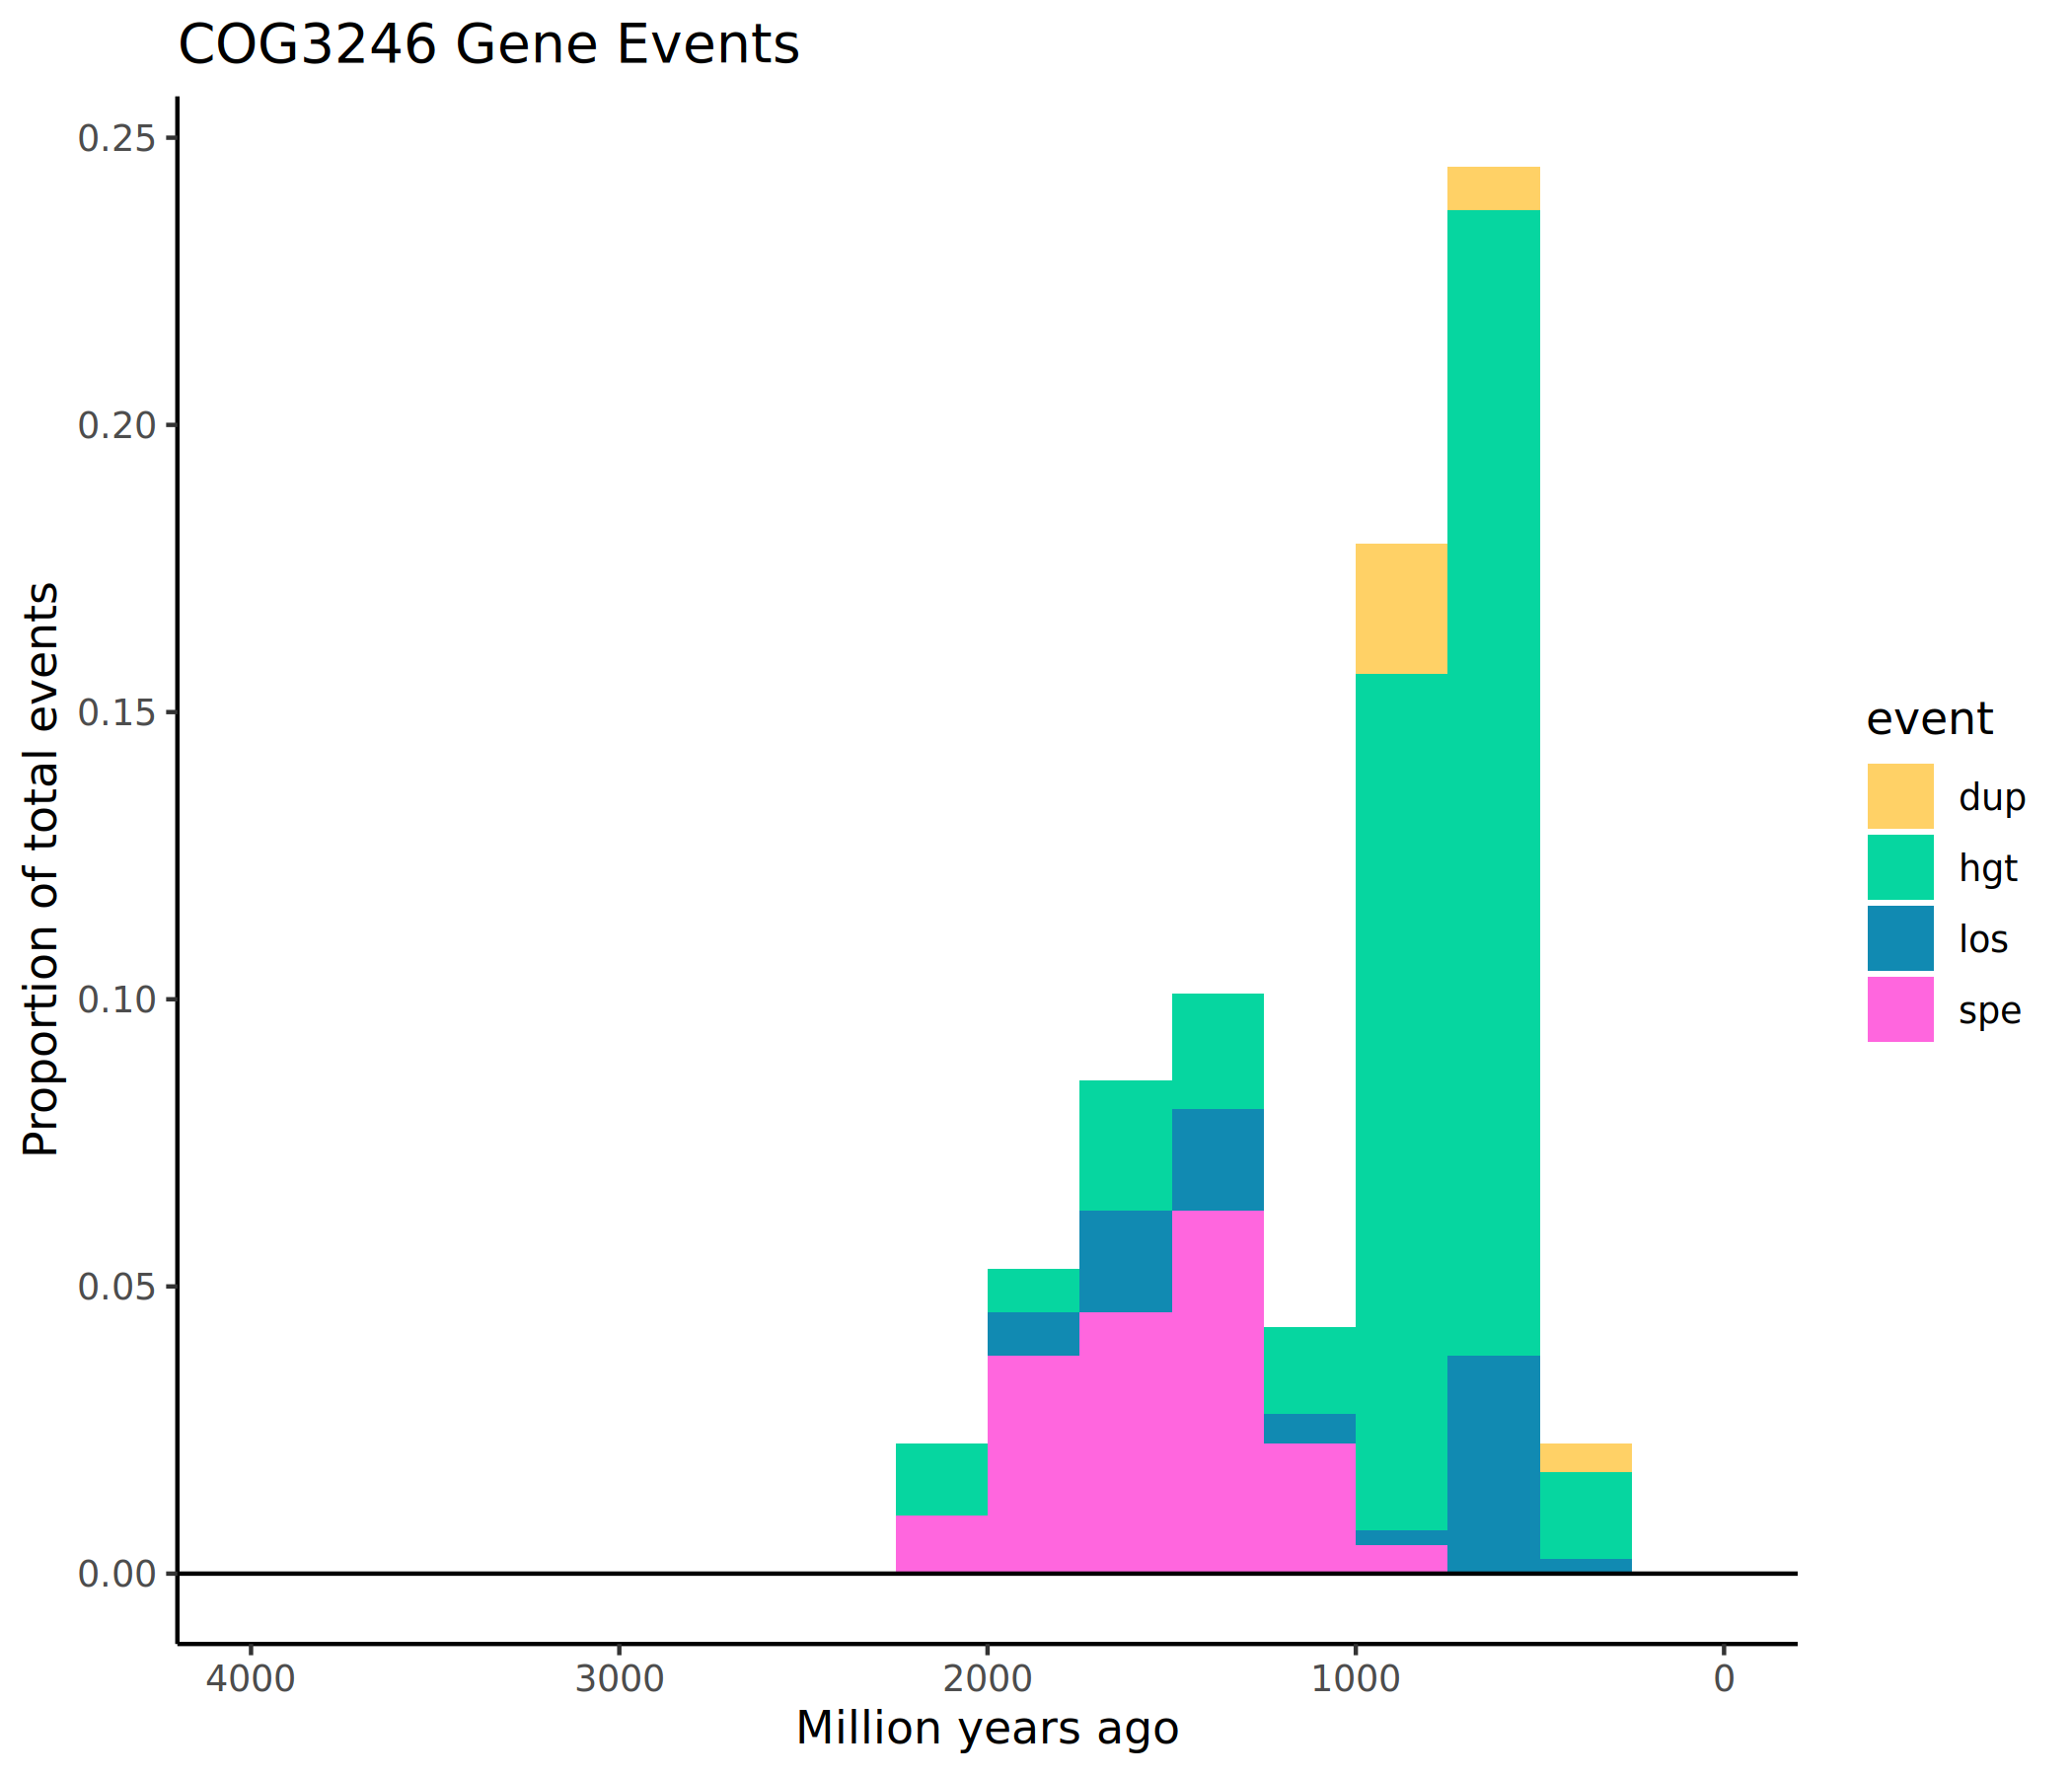 COG3246 Gene Events
Proportion of total events
0.25
0.20
0.15
0.10
0.05
0.00
4000
3000
2000
1000
0
Million years ago
event
dup
hgt
los
spe